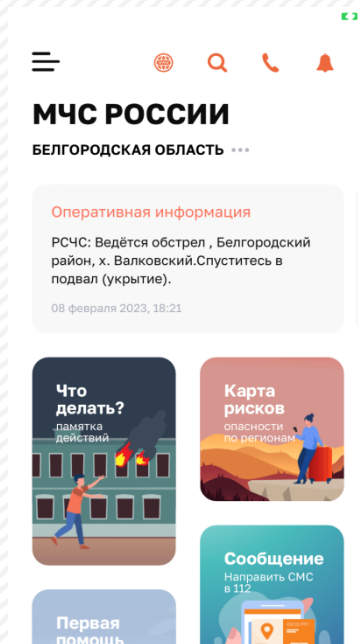 МЧС РОССИИ
БЕЛГОРОДСКАЯ ОБЛАСТЬ
Оперативная информация
РСЧС: Ведётся обстрел , Белгородский
район, х. Валковский.Спуститесь в
подвал (укрытие).
08 февраля 2023, 18:21
Что
делать?
памятка
действий
Карта
рисков
опасности
по регионам
Сообщение
Направить СМС
в 112
Первая
помощь